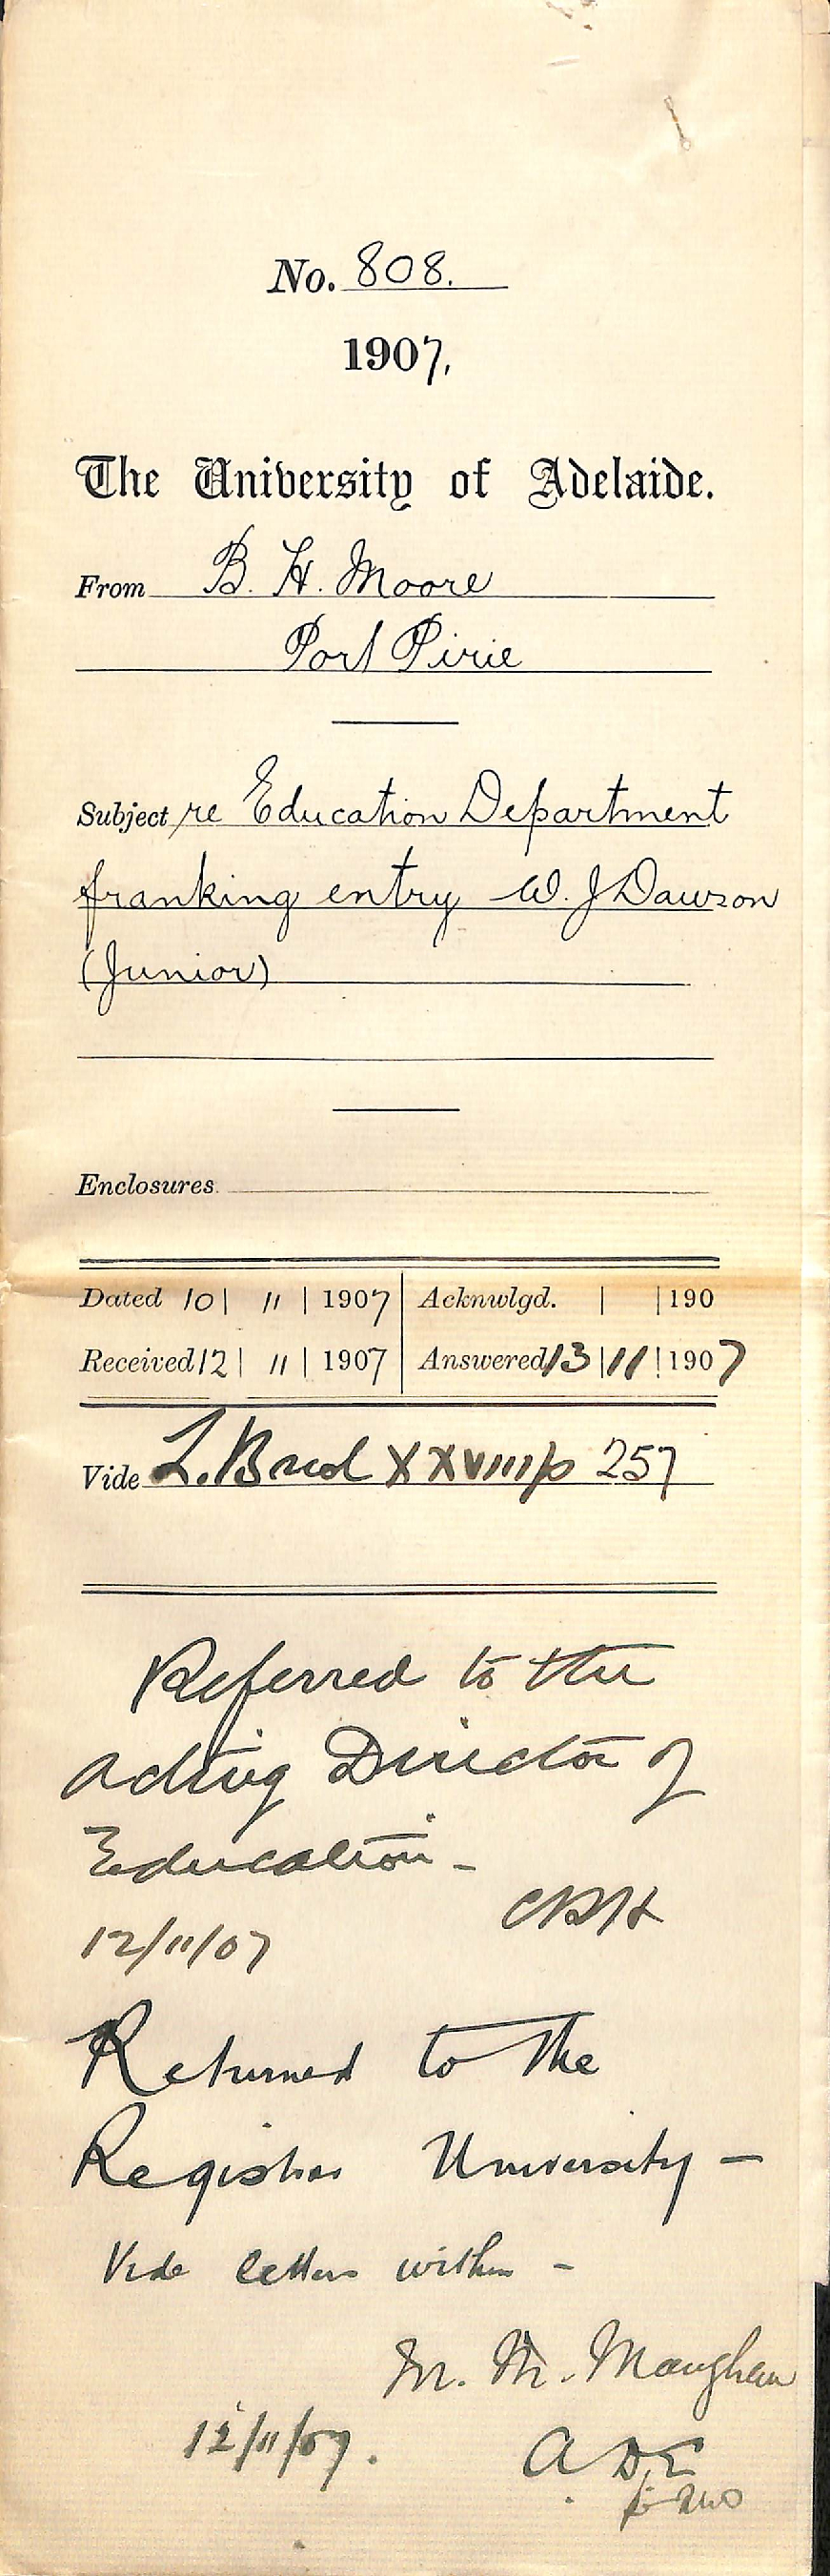 No. 808.
1907.
The University of Adelaide.
From B. H. Moore
Port Pirie
Subject re Education Department
franking entry W. J Dawson
(Junior)
Enclosures
Dated 10 | 11 | 1907 Acknwlgd. | | 190
Received 12 | 11 | 1907 Answered 13 | 11 | 1907
Vide L. XXVIII p 257
Referred to the
Acting Director of
Education -
12/11/07
Returned to the
Registrar University -
Vide letters within -
M. M. Maughan
12/11/07.
A D E